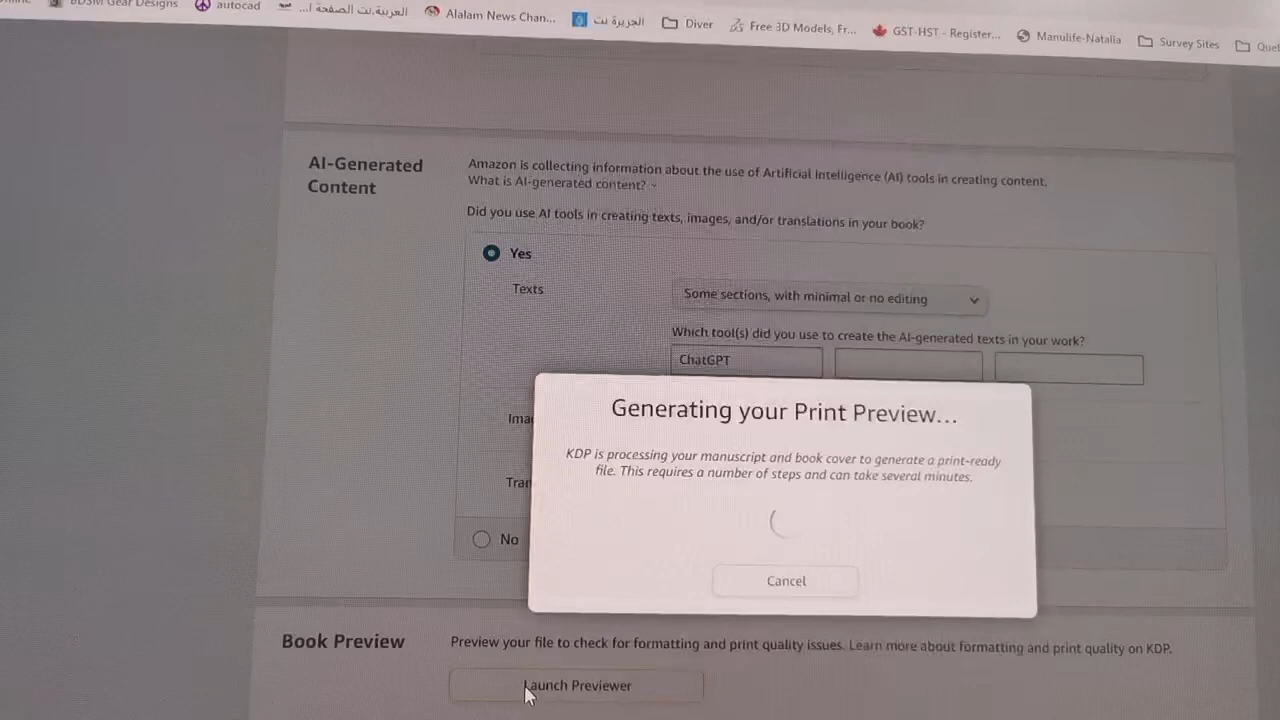 BDSM Gear Designs
autocad
العربية.نت الصفحة ا...
Alalam News Chan...
الجزيرة نت
Diver
Free 3D Models, Fr...
GST-HST - Register...
Manulife-Natalia
Survey Sites
AI-Generated Content
Amazon is collecting information about the use of Artificial Intelligence (AI) tools in creating content.
What is AI-generated content?
Did you use AI tools in creating texts, images, and/or translations in your book?
Yes
Texts
Some sections, with minimal or no editing
Which tool(s) did you use to create the AI-generated texts in your work?
ChatGPT
Generating your Print Preview...
KDP is processing your manuscript and book cover to generate a print-ready
file. This requires a number of steps and can take several minutes.
Cancel
No
Book Preview
Preview your file to check for formatting and print quality issues. Learn more about formatting and print quality on KDP.
Launch Previewer